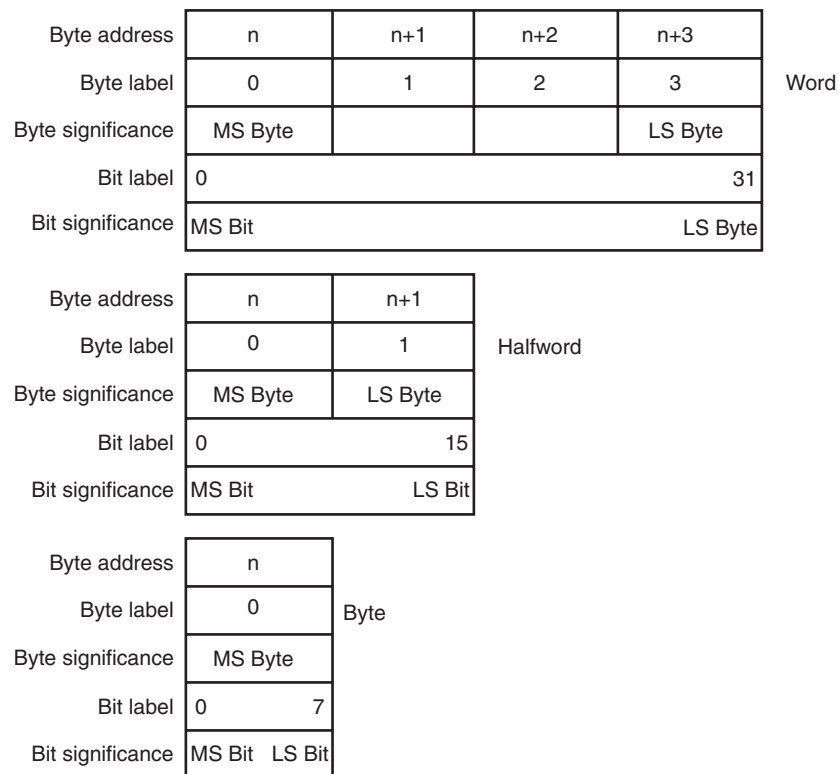 Byte address n n+1 n+2 n+3
Byte label 0 1 2 3 Word
Byte significance MS Byte LS Byte
Bit label 0 31
Bit significance MS Bit LS Byte
Byte address n n+1
Byte label 0 1 Halfword
Byte significance MS Byte LS Byte
Bit label 0 15
Bit significance MS Bit LS Bit
Byte address n
Byte label 0 Byte
Byte significance MS Byte
Bit label 0 7
Bit significance MS Bit LS Bit